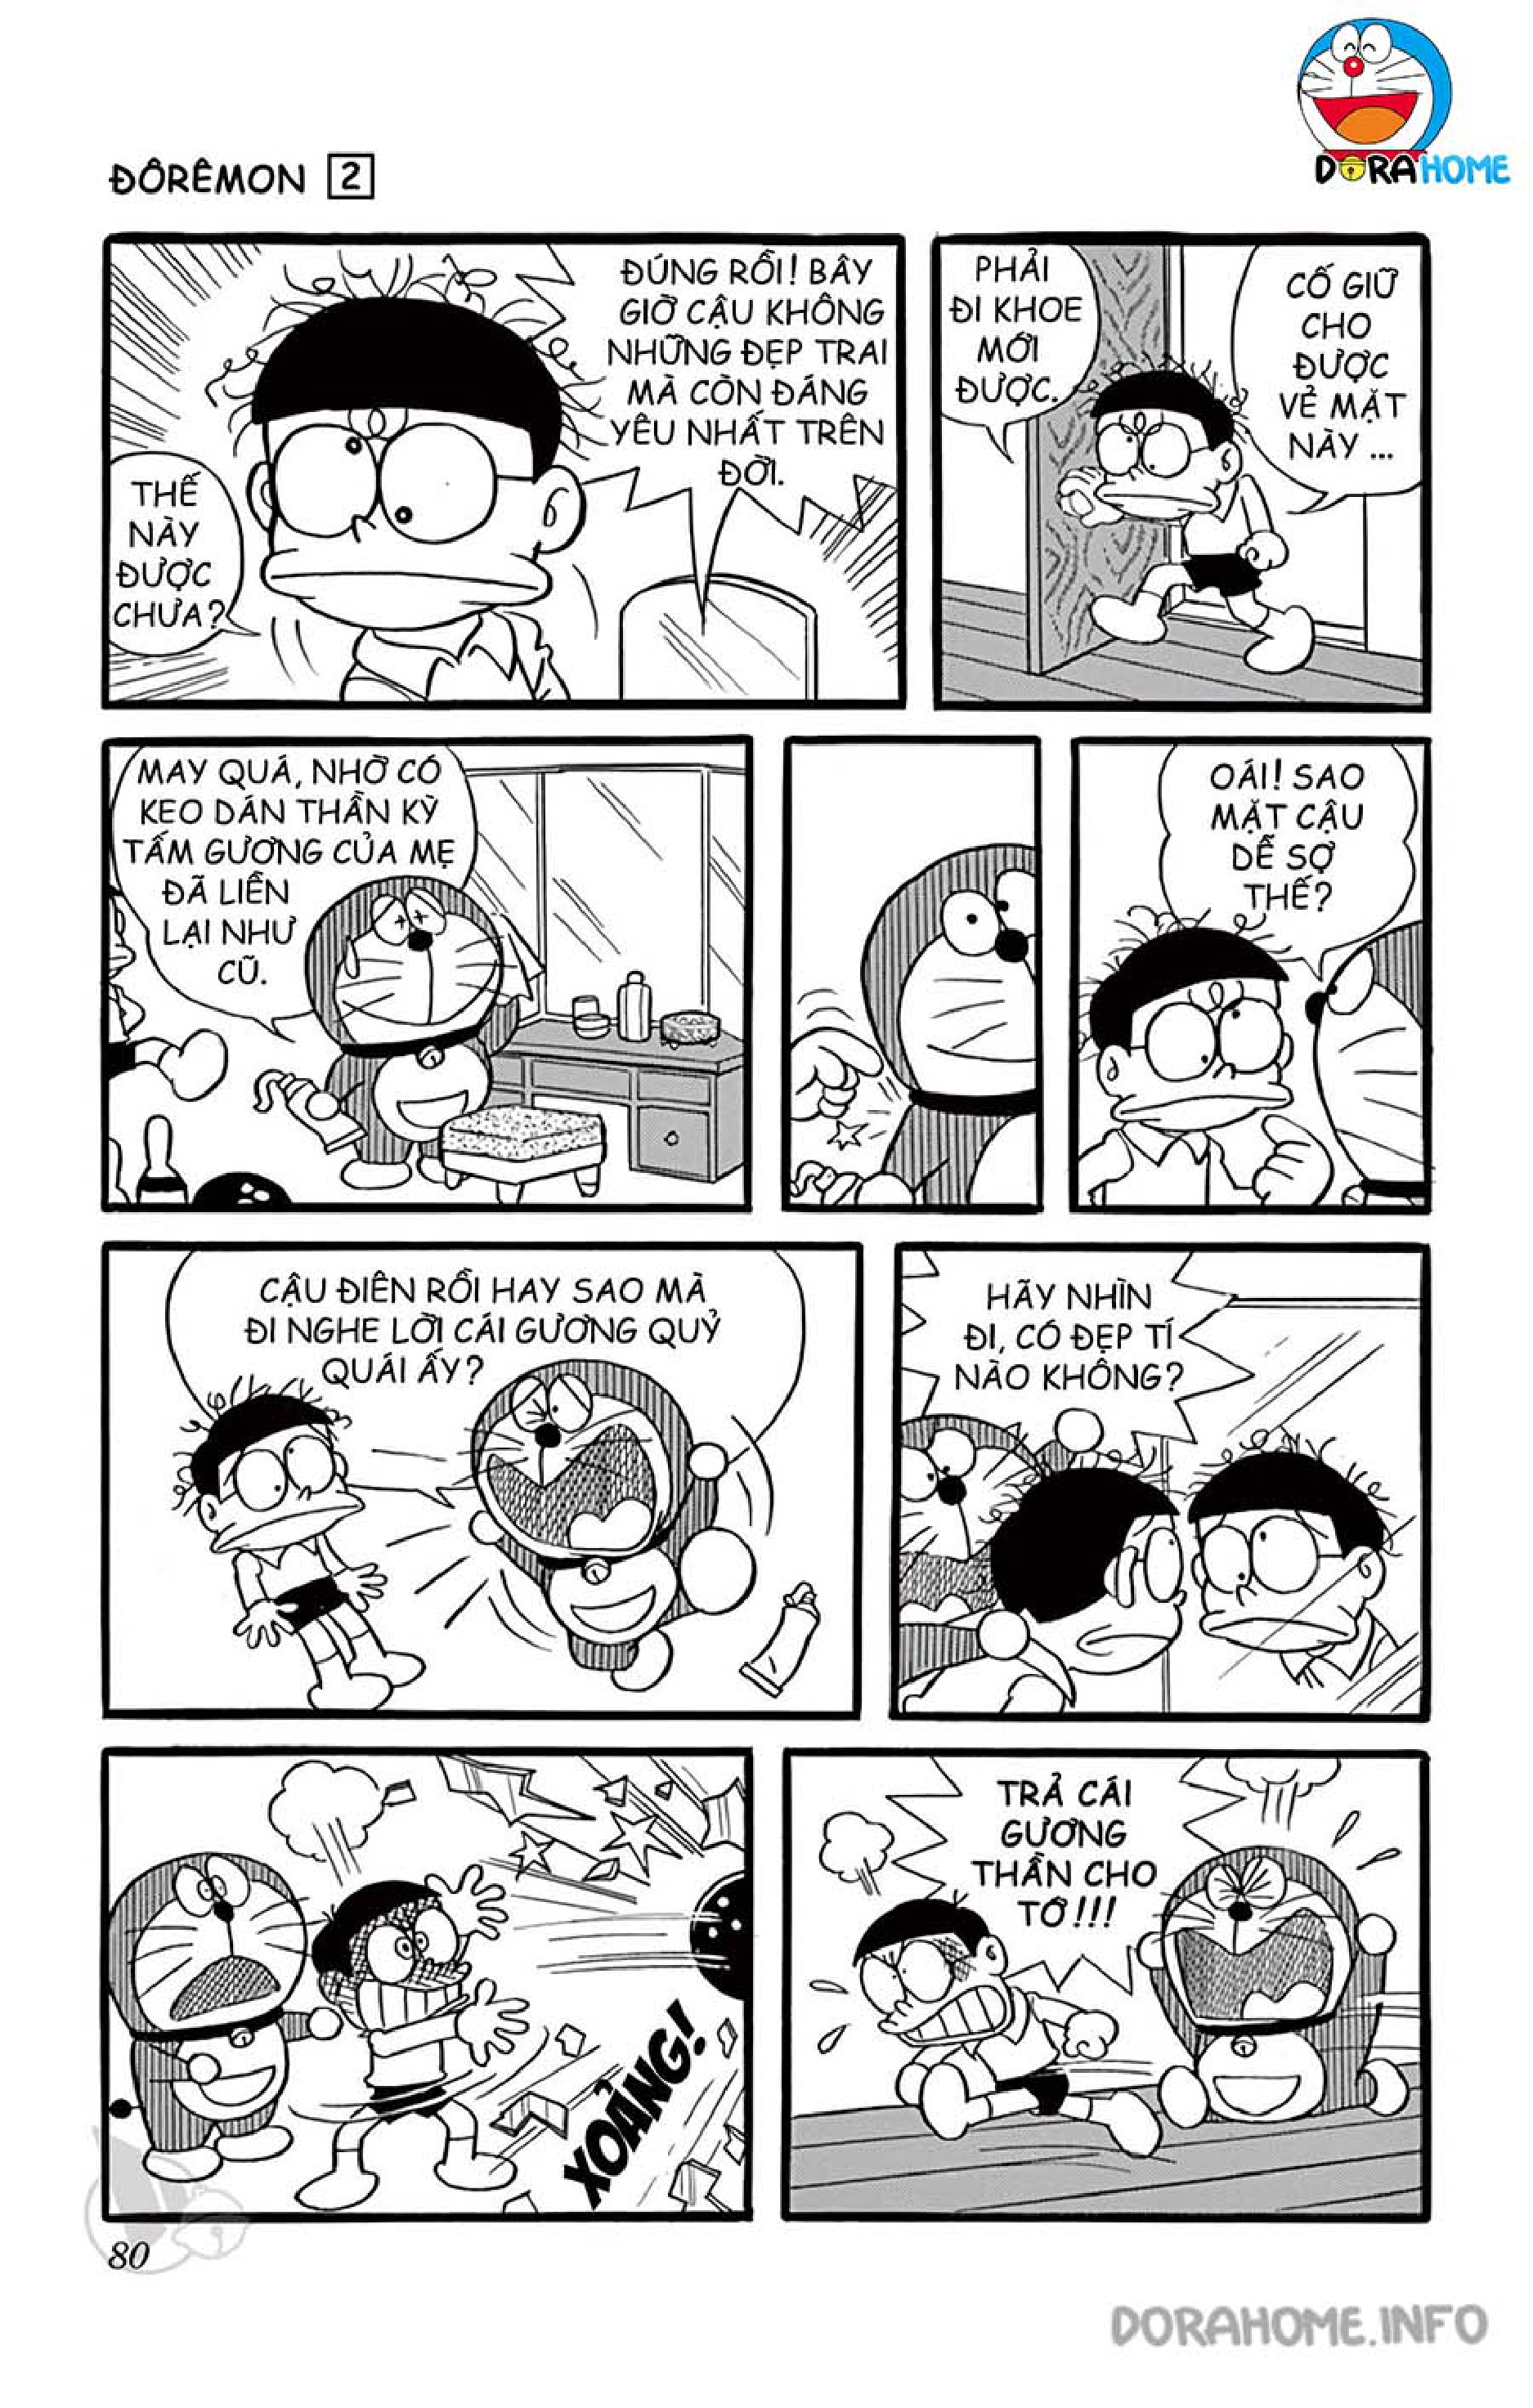 DORAHOME
ĐÔRÊMON 2
THẾ
NÀY
ĐƯỢC
CHƯA?
ĐÚNG RỒI! BÂY
GIỜ CẬU KHÔNG
NHỮNG ĐẸP TRAI
MÀ CÒN ĐÁNG
YÊU NHẤT TRÊN
ĐỜI.
PHẢI
ĐI KHOE
MỚI
ĐƯỢC.
CỐ GIỮ
CHO
ĐƯỢC
VẺ MẶT
NÀY ...
MAY QUÁ, NHỜ CÓ
KEO DÁN THẦN KỲ
TẤM GƯƠNG CỦA MẸ
ĐÃ LIỀN
LẠI NHƯ
CŨ.
OÁI! SAO
MẶT CẬU
DỄ SỢ
THẾ?
CẬU ĐIÊN RỒI HAY SAO MÀ
ĐI NGHE LỜI CÁI GƯƠNG QUỶ
QUÁI ẤY?
HÃY NHÌN
ĐI, CÓ ĐẸP TÍ
NÀO KHÔNG?
XOẢNG!
TRẢ CÁI
GƯƠNG
THẦN CHO
TỚ!!!
80
DORAHOME.INFO